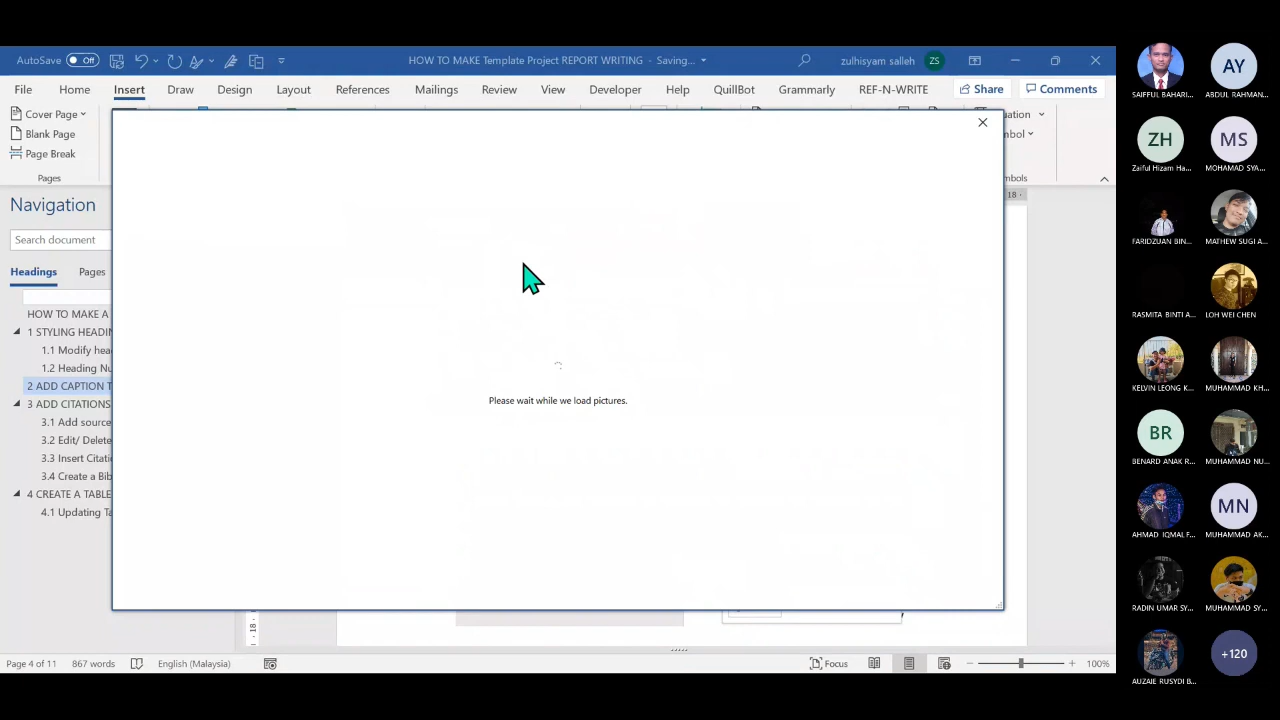 AutoSave Off
HOW TO MAKE Template Project REPORT WRITING - Saving...
zulhisyam salleh ZS
File Home Insert Draw Design Layout References Mailings Review View Developer Help QuillBot Grammarly REF-N-WRITE Share Comments
Cover Page
Blank Page
Page Break
Pages
Navigation
Search document
Headings Pages
HOW TO MAKE A
1 STYLING HEADIN
1.1 Modify hea
1.2 Heading Nu
2 ADD CAPTION T
3 ADD CITATIONS
3.1 Add source
3.2 Edit/ Delete
3.3 Insert Citatio
3.4 Create a Bib
4 CREATE A TABLE
4.1 Updating Ta
Please wait while we load pictures.
18
18
Page 4 of 11 867 words English (Malaysia) Focus 100%
AY
SAIFFUL BAHARI... ABDUL RAHMAN...
ZH MS
Zaiful Hizam Ha... MOHAMAD SYA...
FARIDZUAN BIN... MATHEW SUGI A...
RASMITA BINTI A... LOH WEI CHEN
KELVIN LEONG K... MUHAMMAD KH...
BR
BENARD ANAK R... MUHAMMAD NU...
MN
AHMAD IQMAL F... MUHAMMAD AK...
RADIN UMAR SY... MUHAMMAD SY...
+120
AUZAIE RUSYDI B...